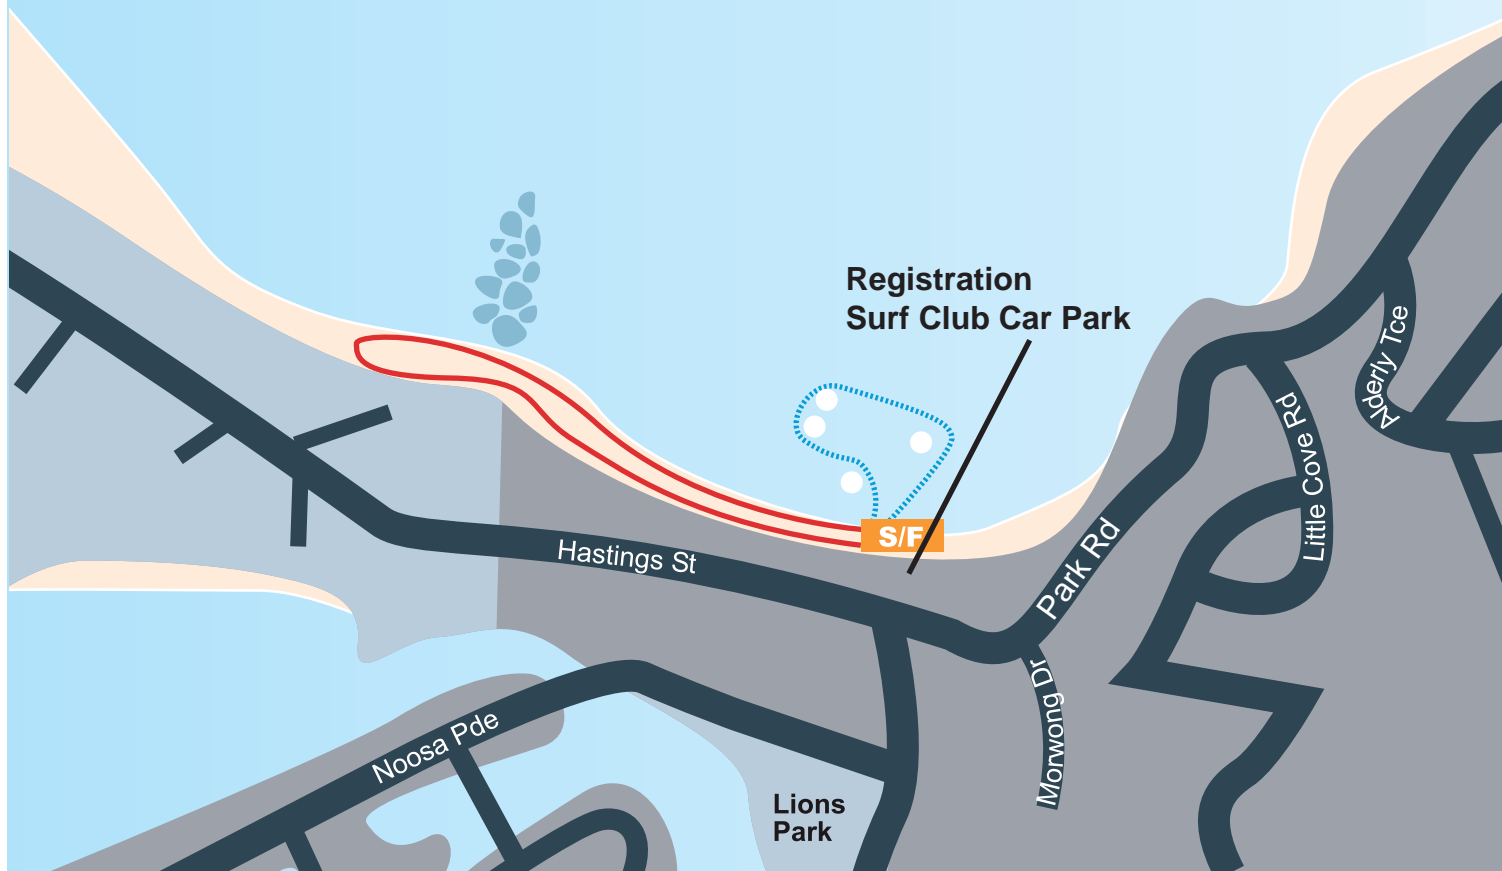 Registration
Surf Club Car Park
Alderly Tce
Little Cove Rd
S/F
Hastings St
Park Rd
Morwong Dr
Noosa Pde
Lions
Park